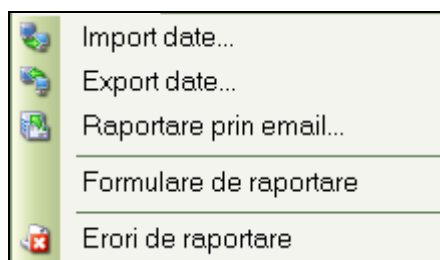 Import date...
Export date...
Raportare prin email...
Formulare de raportare
Erori de raportare